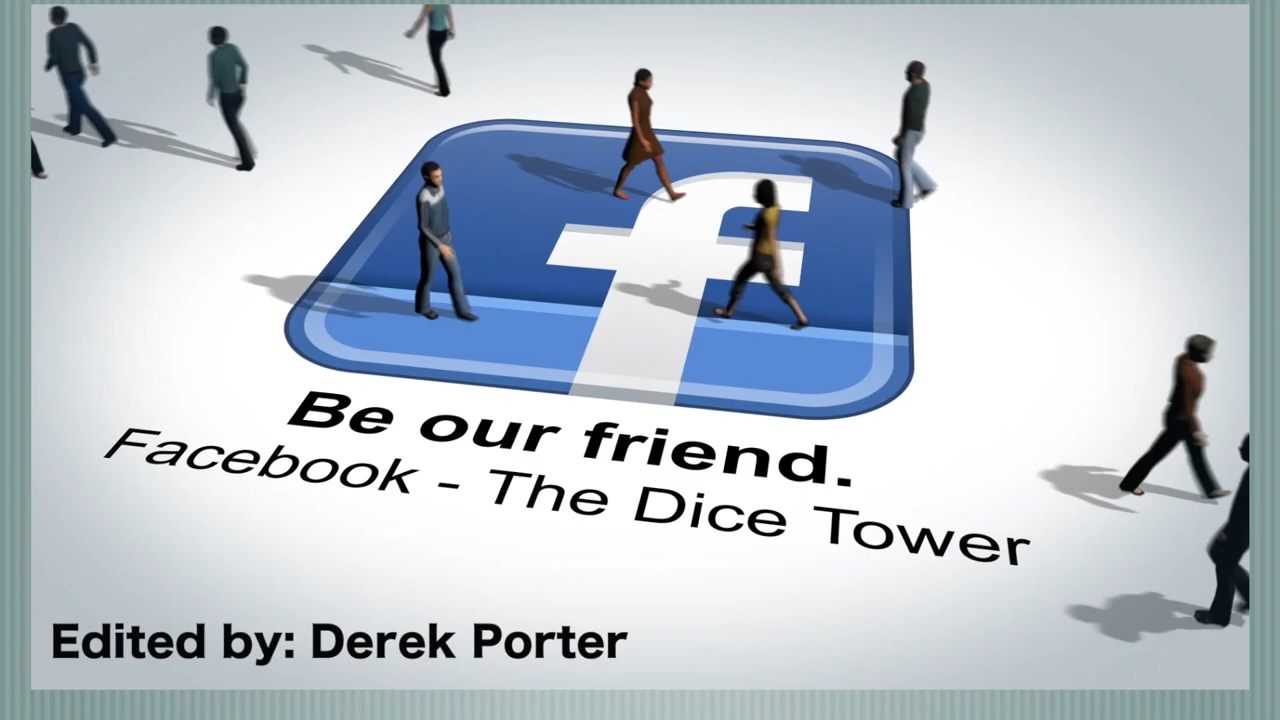 f
Be our friend.
Facebook - The Dice Tower
Edited by: Derek Porter